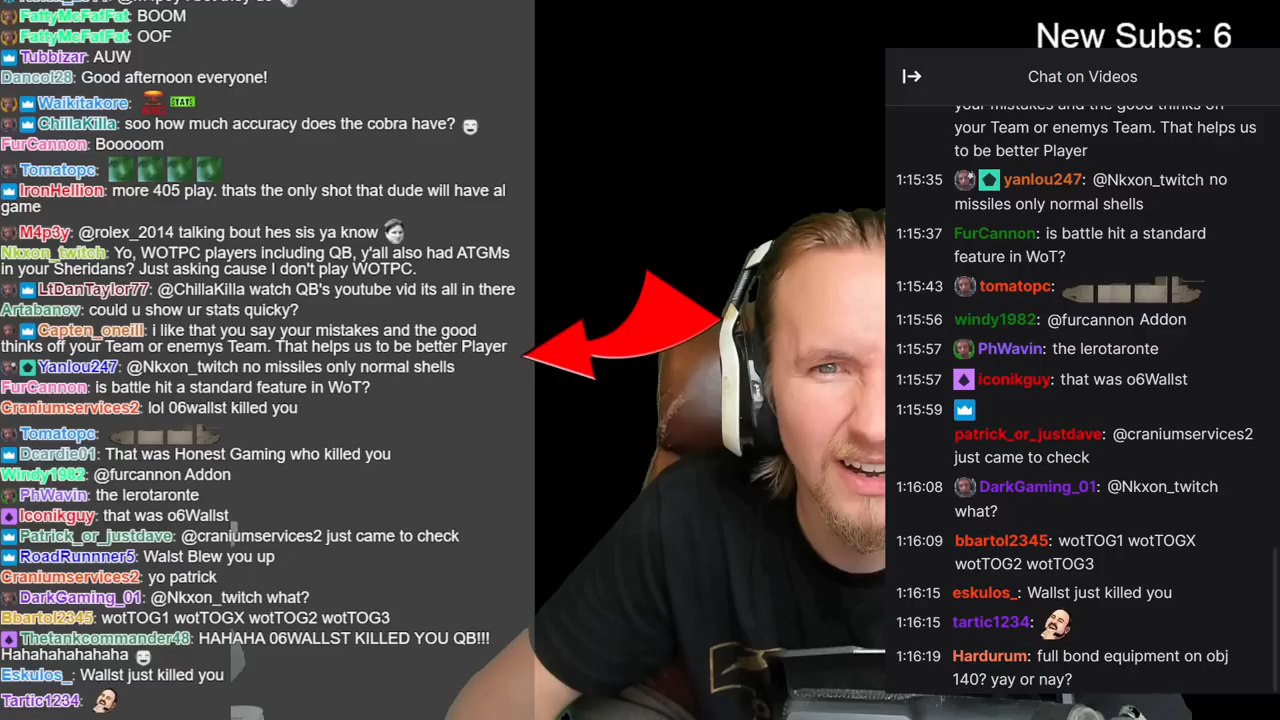 FattyMcFatFat: BOOM
FattyMcFatFat: OOF
Tubbizar: AUW
Dancol28: Good afternoon everyone!
Waikitakore: STATS
ChillaKilla: soo how much accuracy does the cobra have?
FurCannon: Booooom
Tomatopc:
IronHellion: more 405 play. thats the only shot that dude will have al
game
M4p3y: @rolex_2014 talking bout hes sis ya know
Nkxon_twitch: Yo, WOTPC players including QB, y'all also had ATGMs
in your Sheridans? Just asking cause I don't play WOTPC.
LtDanTaylor77: @ChillaKilla watch QB's youtube vid its all in there
Artabanov: could u show ur stats quicky?
Capten_oneill: i like that you say your mistakes and the good
thinks off your Team or enemys Team. That helps us to be better Player
Yanlou247: @Nkxon_twitch no missiles only normal shells
FurCannon: is battle hit a standard feature in WoT?
Craniumservices2: lol 06wallst killed you
Tomatopc:
Dcardie01: That was Honest Gaming who killed you
Windy1982: @furcannon Addon
PhWavin: the lerotaronte
Iconikguy: that was o6Wallst
Patrick_or_justdave: @craniumservices2 just came to check
RoadRunnner5: Walst Blew you up
Craniumservices2: yo patrick
DarkGaming_01: @Nkxon_twitch what?
Bbartol2345: wotTOG1 wotTOGX wotTOG2 wotTOG3
Thetankcommander48: HAHAHA 06WALLST KILLED YOU QB!!!
Hahahahahahaha
Eskulos_: Wallst just killed you
Tartic1234:
New Subs: 6
Chat on Videos
your mistakes and the good thinks off
your Team or enemys Team. That helps us
to be better Player
1:15:35 yanlou247: @Nkxon_twitch no
missiles only normal shells
1:15:37 FurCannon: is battle hit a standard
feature in WoT?
1:15:43 tomatopc:
1:15:56 windy1982: @furcannon Addon
1:15:57 PhWavin: the lerotaronte
1:15:57 iconikguy: that was o6Wallst
1:15:59
patrick_or_justdave: @craniumservices2
just came to check
1:16:08 DarkGaming_01: @Nkxon_twitch
what?
1:16:09 bbartol2345: wotTOG1 wotTOGX
wotTOG2 wotTOG3
1:16:15 eskulos_: Wallst just killed you
1:16:15 tartic1234:
1:16:19 Hardurum: full bond equipment on obj
140? yay or nay?